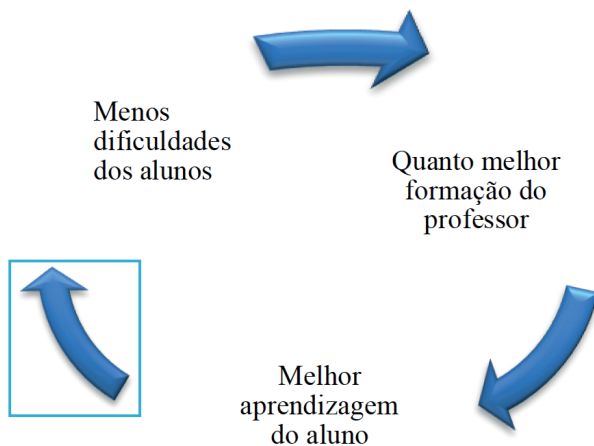 Menos
dificuldades
dos alunos
Quanto melhor
formação do
professor
Melhor
aprendizagem
do aluno